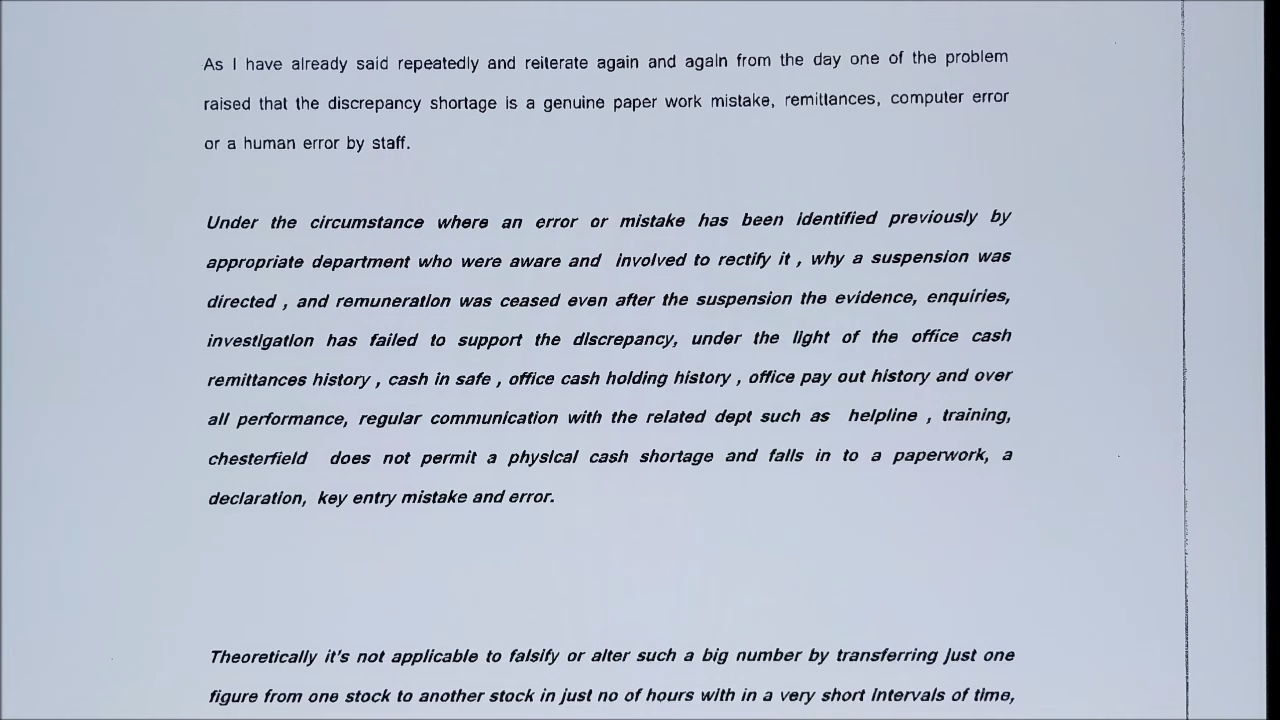 As I have already said repeatedly and reiterate again and again from the day one of the problem
raised that the discrepancy shortage is a genuine paper work mistake, remittances, computer error
or a human error by staff.
Under the circumstance where an error or mistake has been identified previously by
appropriate department who were aware and involved to rectify it , why a suspension was
directed , and remuneration was ceased even after the suspension the evidence, enquiries,
investigation has failed to support the discrepancy, under the light of the office cash
remittances history , cash in safe , office cash holding history , office pay out history and over
all performance, regular communication with the related dept such as helpline , training,
chesterfield does not permit a physical cash shortage and falls in to a paperwork, a
declaration, key entry mistake and error.
Theoretically it's not applicable to falsify or alter such a big number by transferring just one
figure from one stock to another stock in just no of hours with in a very short intervals of time,